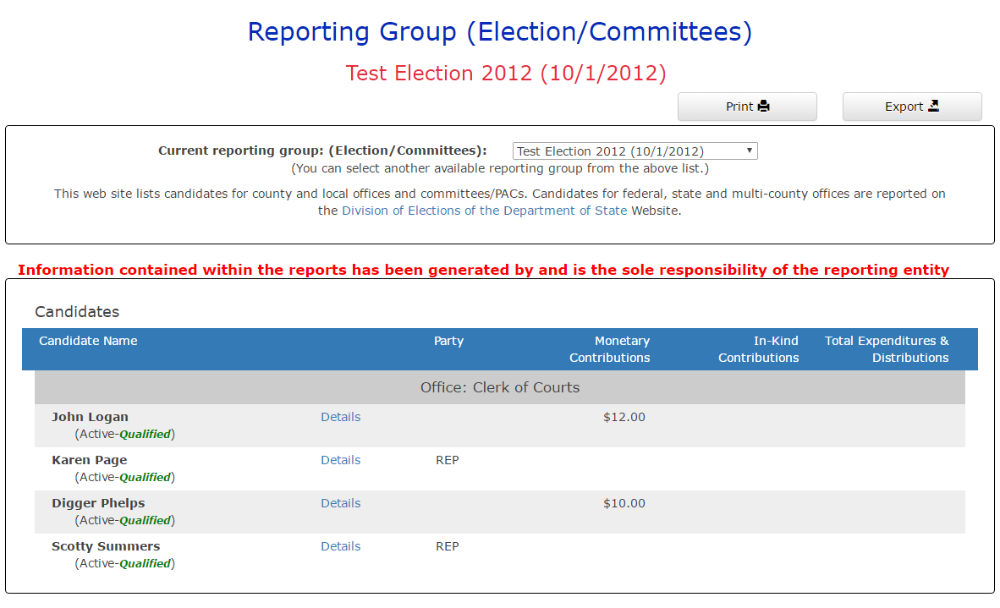 Reporting Group (Election/Committees)
Test Election 2012 (10/1/2012)
Print
Export
Current reporting group: (Election/Committees):
Test Election 2012 (10/1/2012)
(You can select another available reporting group from the above list.)
This web site lists candidates for county and local offices and committees/PACs. Candidates for federal, state and multi-county offices are reported on
the Division of Elections of the Department of State Website.
Information contained within the reports has been generated by and is the sole responsibility of the reporting entity
Candidates
Candidate Name Party Monetary In-Kind Total Expenditures &
Contributions Contributions Distributions
Office: Clerk of Courts
John Logan Details $12.00
(Active-Qualified)
Karen Page Details REP
(Active-Qualified)
Digger Phelps Details $10.00
(Active-Qualified)
Scotty Summers Details REP
(Active-Qualified)